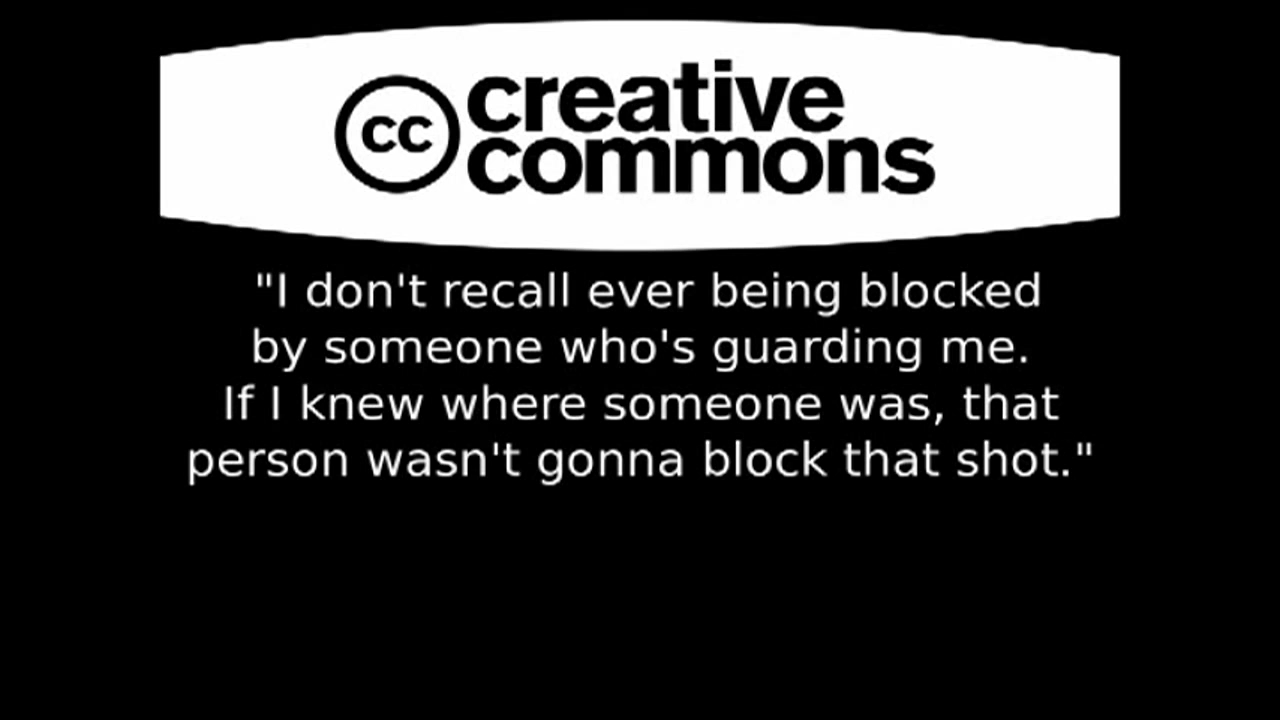 cc creative
commons
"I don't recall ever being blocked
by someone who's guarding me.
If I knew where someone was, that
person wasn't gonna block that shot."